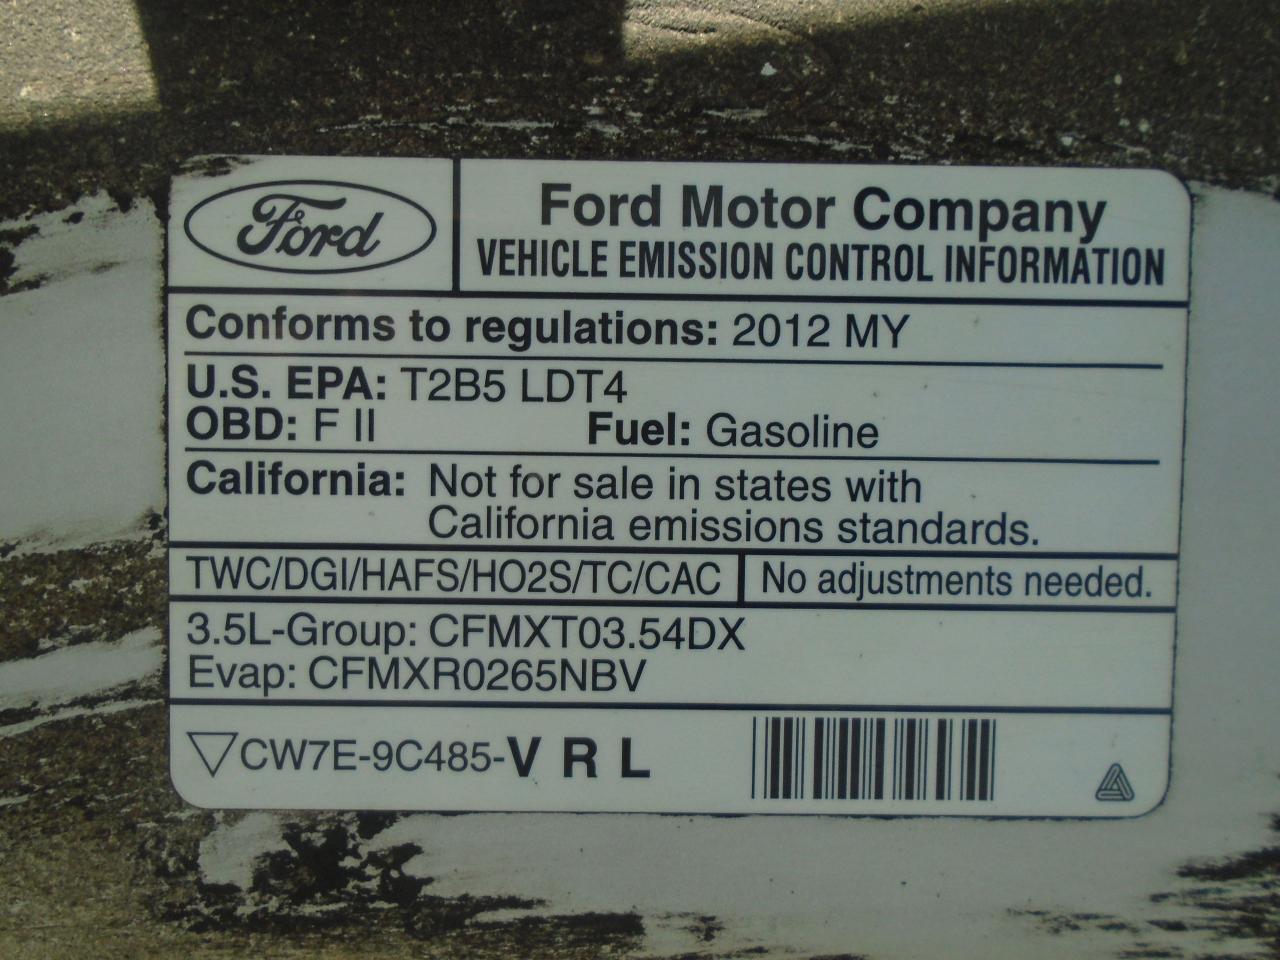 Ford
Ford Motor Company
VEHICLE EMISSION CONTROL INFORMATION
Conforms to regulations: 2012 MY
U.S. EPA: T2B5 LDT4
OBD: F II Fuel: Gasoline
California: Not for sale in states with
California emissions standards.
TWC/DGI/HAFS/HO2S/TC/CAC No adjustments needed.
3.5L-Group: CFMXT03.54DX
Evap: CFMXR0265NBV
CW7E-9C485-V R L